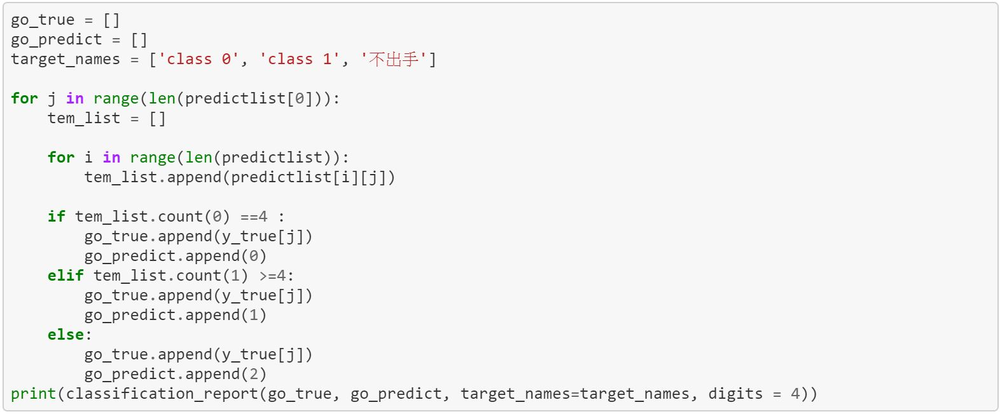 go_true = []
go_predict = []
target_names = ['class 0', 'class 1', '不出手']

for j in range(len(predictlist[0])):
    tem_list = []

    for i in range(len(predictlist)):
        tem_list.append(predictlist[i][j])

    if tem_list.count(0) ==4 :
        go_true.append(y_true[j])
        go_predict.append(0)
    elif tem_list.count(1) >=4:
        go_true.append(y_true[j])
        go_predict.append(1)
    else:
        go_true.append(y_true[j])
        go_predict.append(2)
print(classification_report(go_true, go_predict, target_names=target_names, digits = 4))